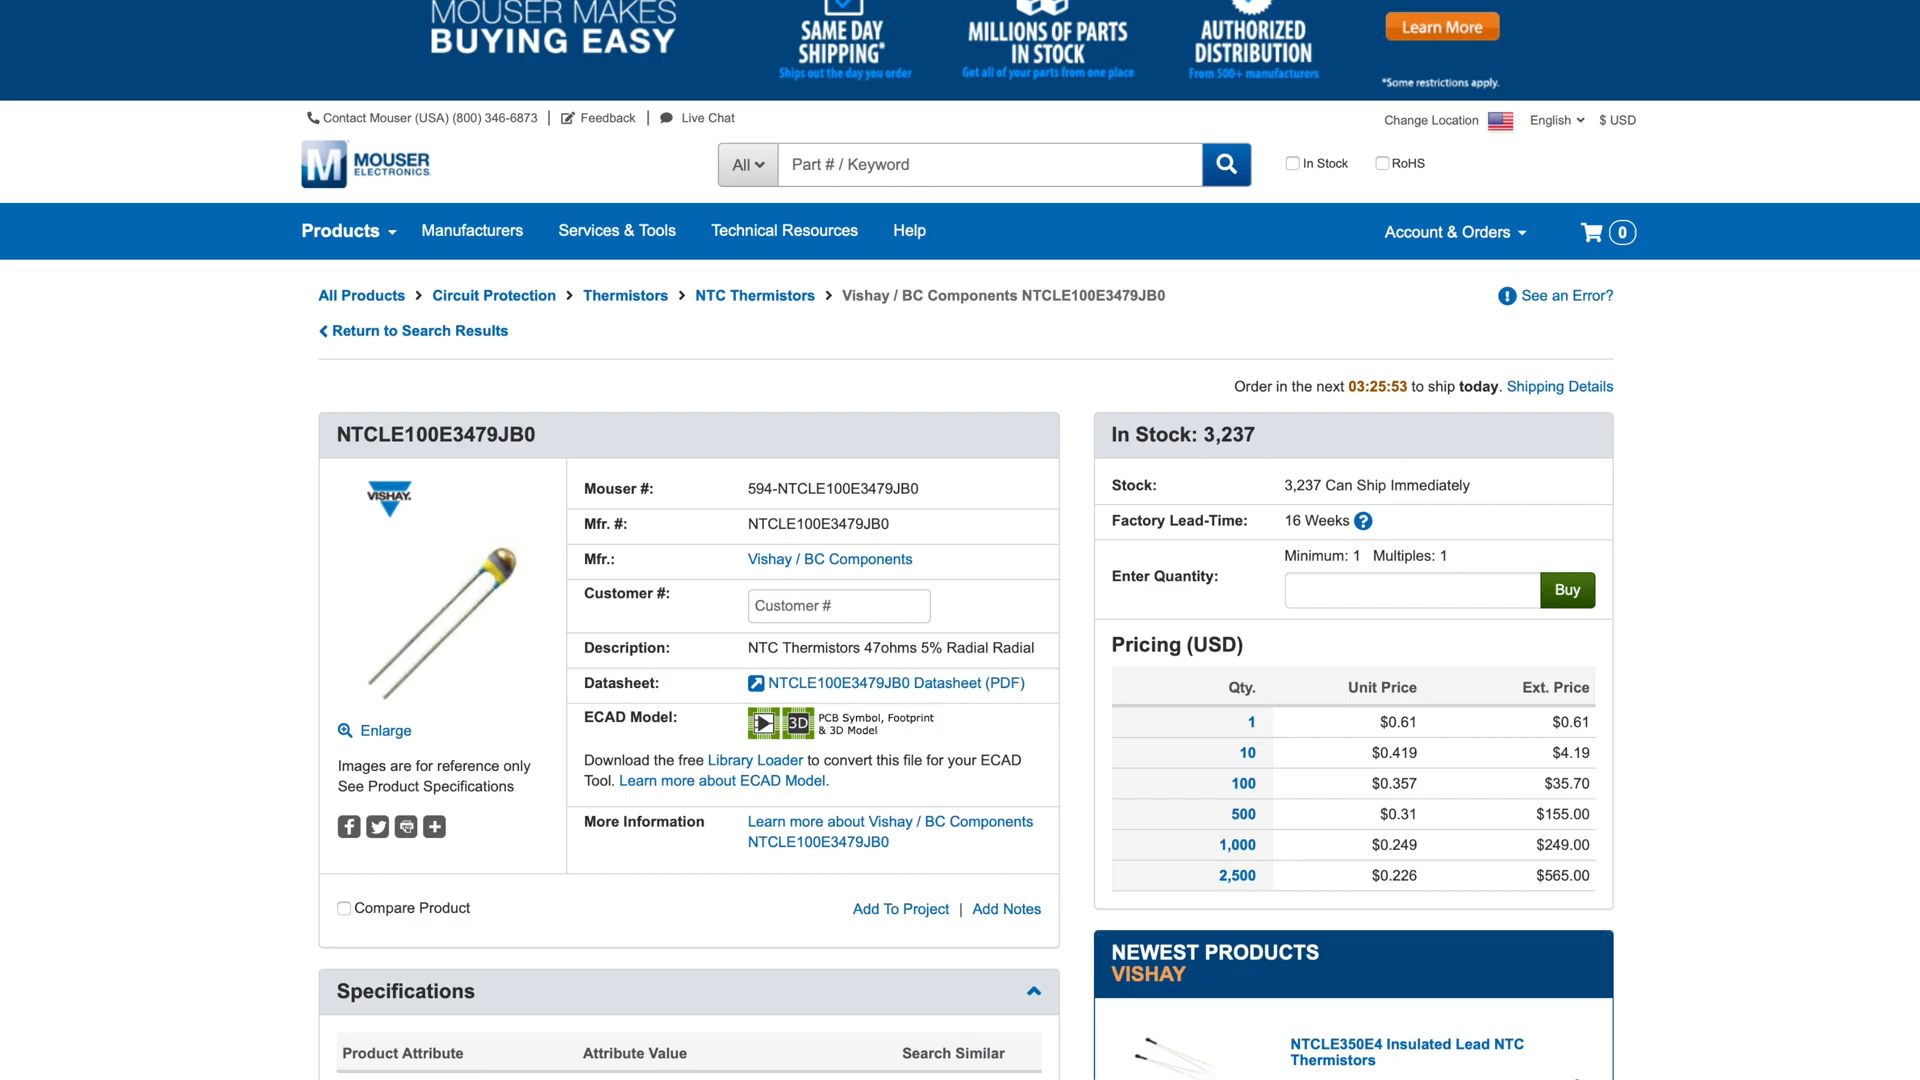 MOUSER MAKES
BUYING EASY
SAME DAY
SHIPPING*
Ships out the day you order
MILLIONS OF PARTS
IN STOCK
Get all of your parts from one place
AUTHORIZED
DISTRIBUTION
From 500+ manufacturers
Learn More
*Some restrictions apply.
Contact Mouser (USA) (800) 346-6873 | Feedback | Live Chat
Change Location English $ USD
M MOUSER
ELECTRONICS
All Part # / Keyword
In Stock RoHS
Products Manufacturers Services & Tools Technical Resources Help
Account & Orders 0
All Products > Circuit Protection > Thermistors > NTC Thermistors > Vishay / BC Components NTCLE100E3479JB0
See an Error?
Return to Search Results
Order in the next 03:25:53 to ship today. Shipping Details
NTCLE100E3479JB0
VISHAY.
Enlarge
Images are for reference only
See Product Specifications
Mouser #: 594-NTCLE100E3479JB0
Mfr. #: NTCLE100E3479JB0
Mfr.: Vishay / BC Components
Customer #: Customer #
Description: NTC Thermistors 47ohms 5% Radial Radial
Datasheet: NTCLE100E3479JB0 Datasheet (PDF)
ECAD Model: 3D PCB Symbol, Footprint
& 3D Model
Download the free Library Loader to convert this file for your ECAD
Tool. Learn more about ECAD Model.
More Information Learn more about Vishay / BC Components
NTCLE100E3479JB0
Compare Product
Add To Project | Add Notes
In Stock: 3,237
Stock: 3,237 Can Ship Immediately
Factory Lead-Time: 16 Weeks ?
Minimum: 1 Multiples: 1
Enter Quantity: Buy
Pricing (USD)
Qty. Unit Price Ext. Price
1 $0.61 $0.61
10 $0.419 $4.19
100 $0.357 $35.70
500 $0.31 $155.00
1,000 $0.249 $249.00
2,500 $0.226 $565.00
Specifications
Product Attribute Attribute Value Search Similar
NEWEST PRODUCTS
VISHAY
NTCLE350E4 Insulated Lead NTC
Thermistors